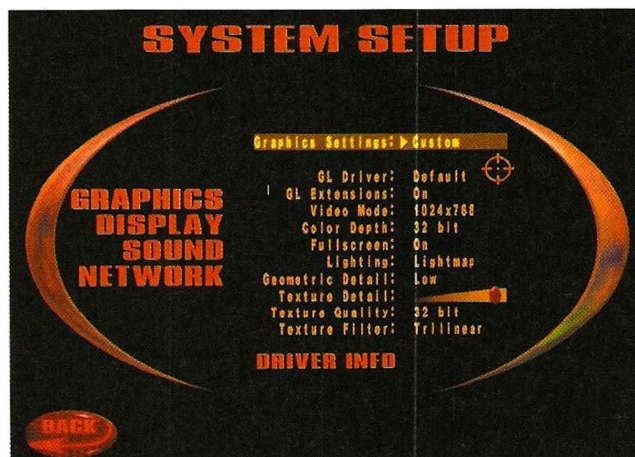 SYSTEM SETUP
Graphics Settings: Custom
GL Driver: Default
GL Extensions: On
Video Mode: 1024x768
Color Depth: 32 bit
Fullscreen: On
Lighting: Lightmap
Geometric Detail: Low
Texture Detail:
Texture Quality: 32 bit
Texture Filter: Trilinear
GRAPHICS
DISPLAY
SOUND
NETWORK
DRIVER INFO
BACK